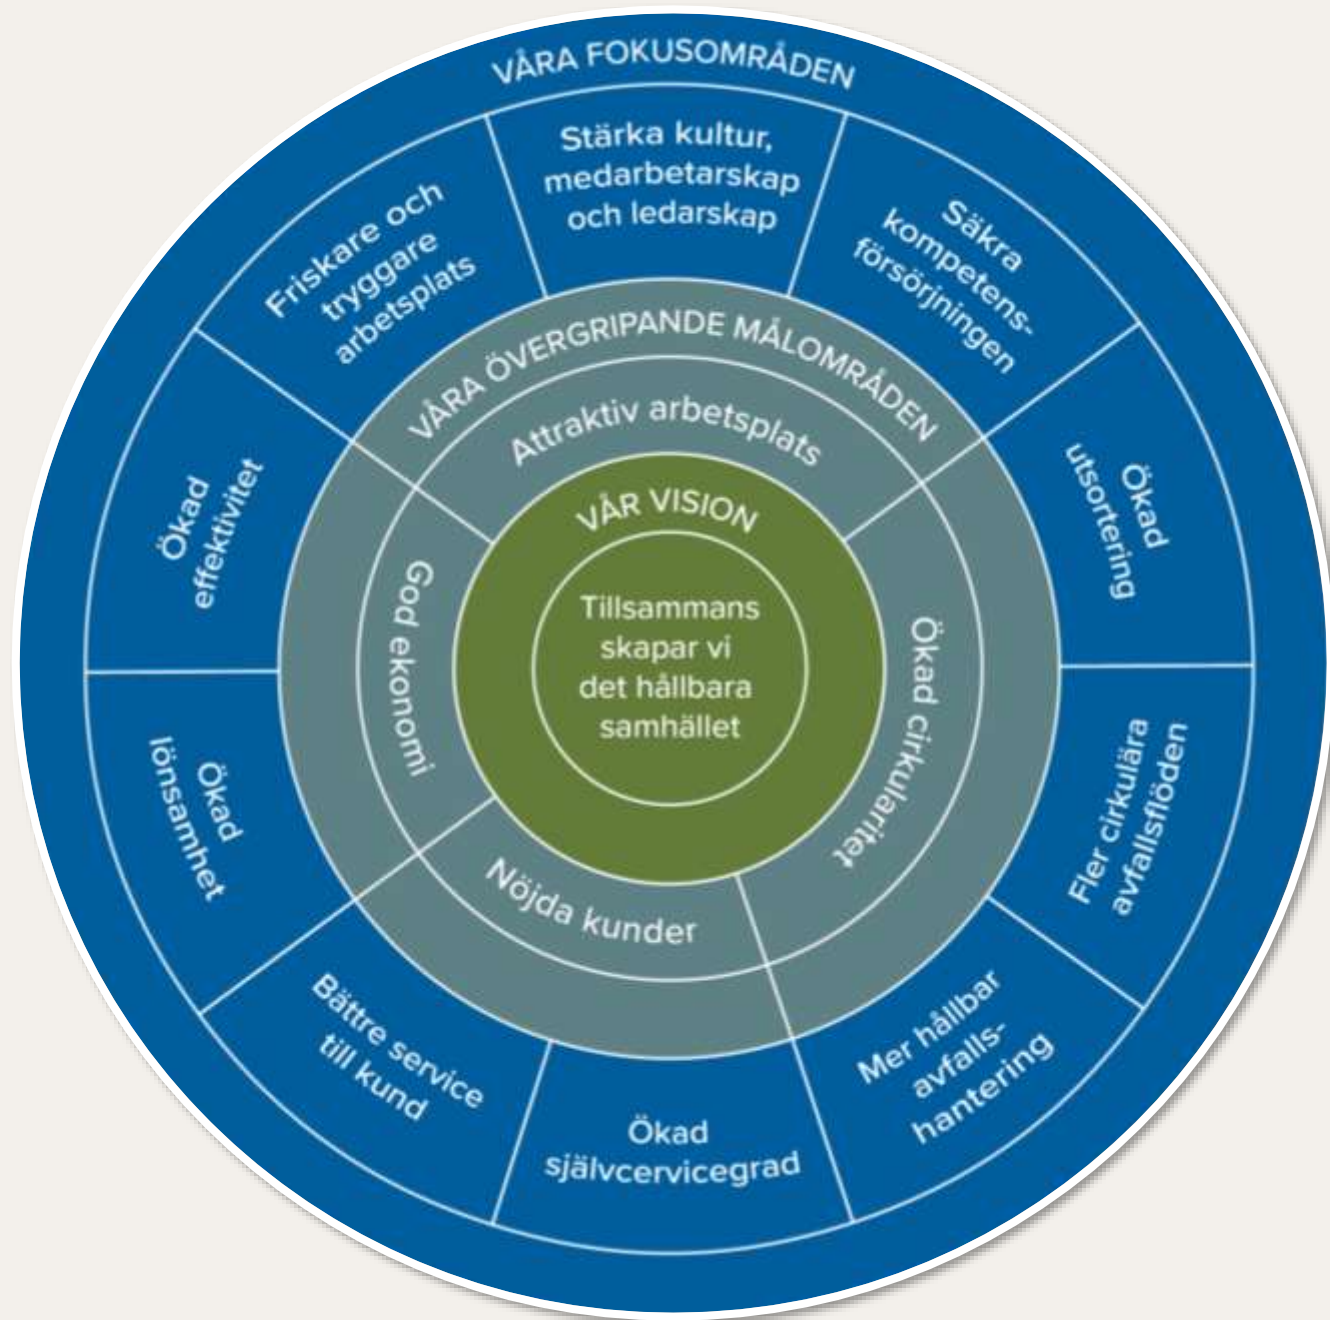 VÅRA FOKUSOMRÅDEN
Stärka kultur,
medarbetarskap
och ledarskap
Säkra
kompetens-
försörjningen
Ökad
utsortering
Fler cirkulära
avfallsflöden
Mer hållbar
avfalls-
hantering
Ökad
självcervicegrad
Bättre service
till kund
Ökad
lönsamhet
Ökad
effektivitet
Friskare och
tryggare
arbetsplats
VÅRA ÖVERGRIPANDE MÅLOMRÅDEN
Attraktiv arbetsplats
Ökad cirkularitet
Nöjda kunder
God ekonomi
VÅR VISION
Tillsammans
skapar vi
det hållbara
samhället